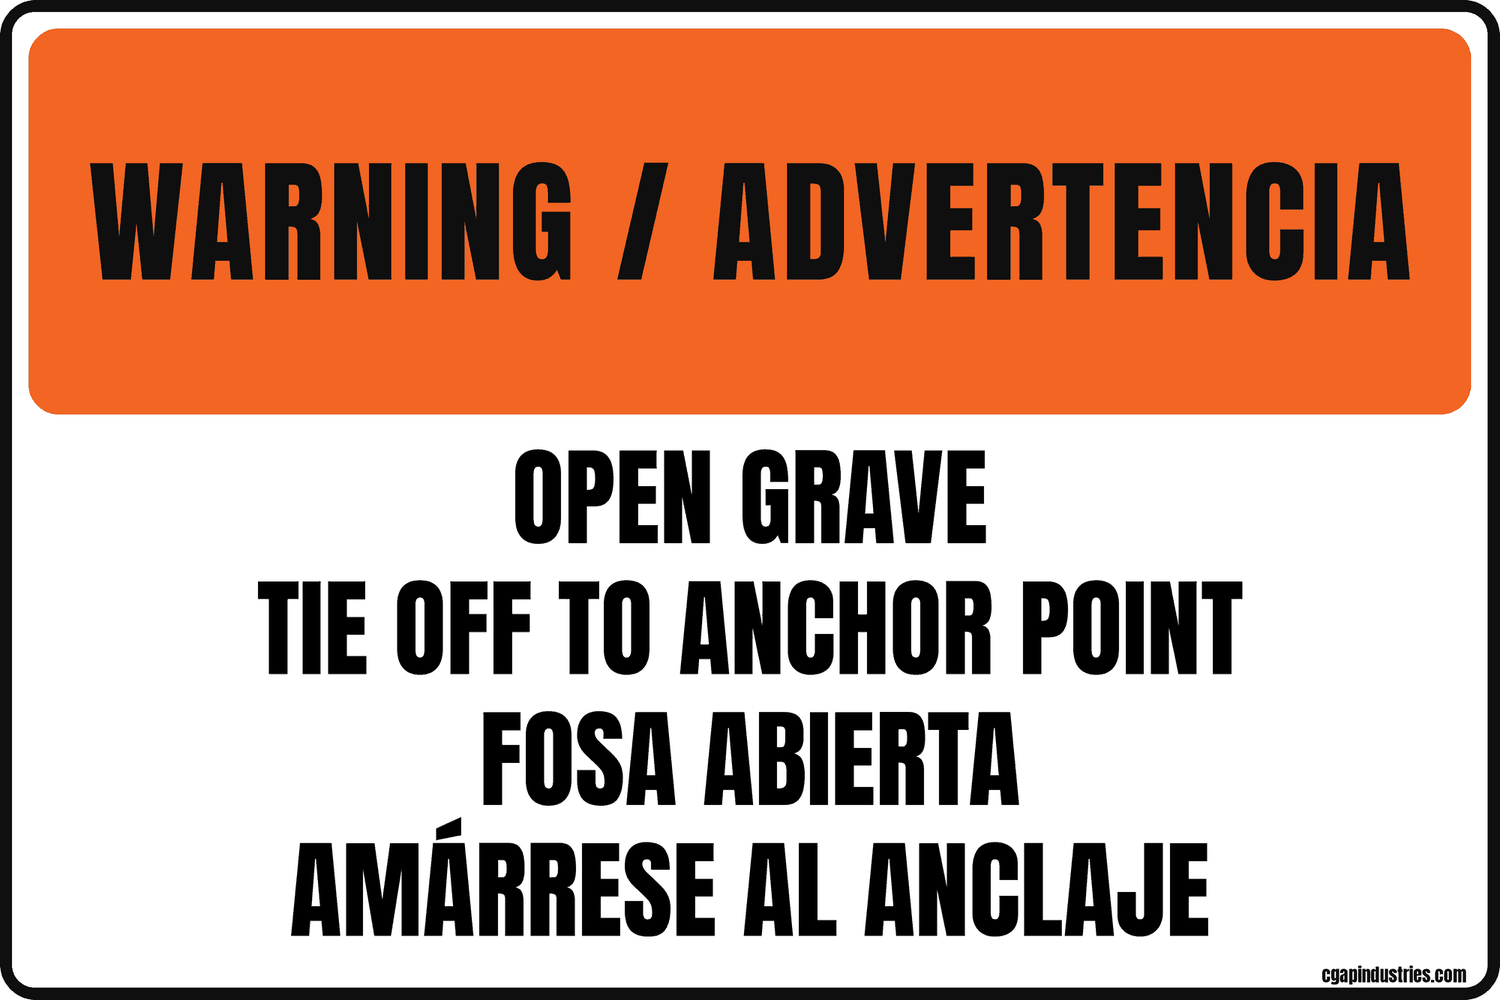 WARNING / ADVERTENCIA
OPEN GRAVE
TIE OFF TO ANCHOR POINT
FOSA ABIERTA
AMÁRRESE AL ANCLAJE
cgapindustries.com